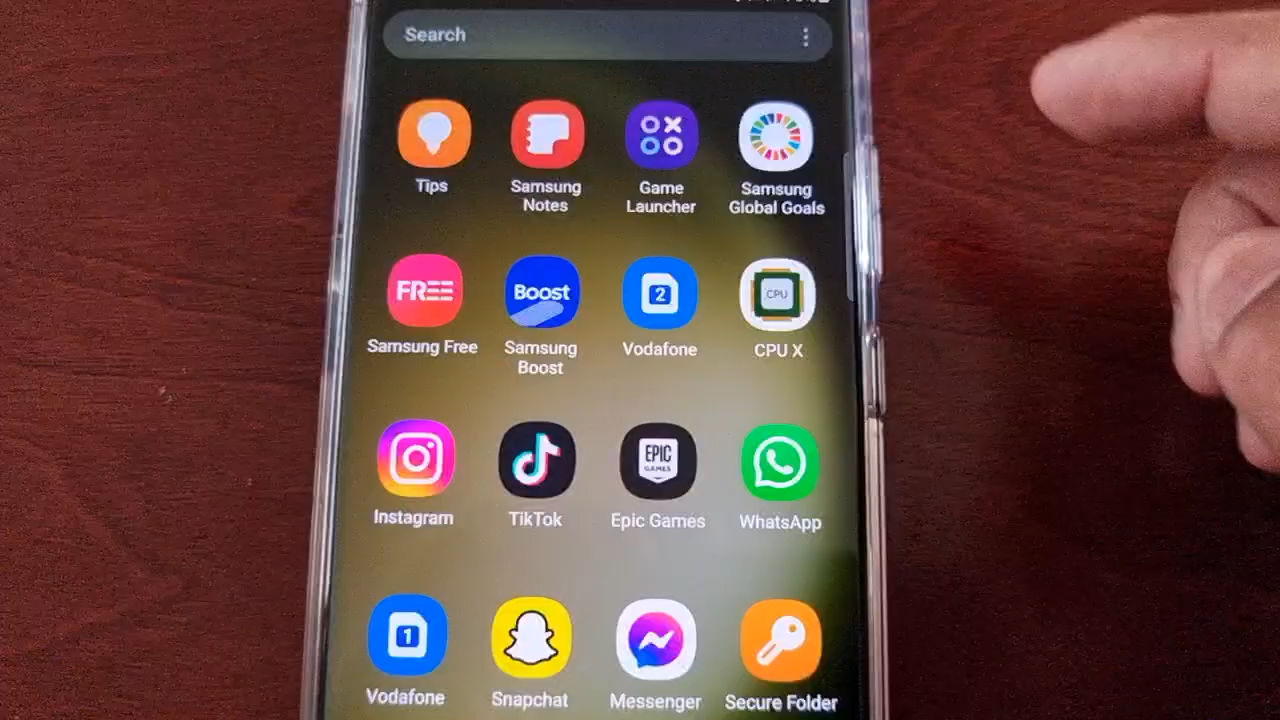 Search
Tips
Samsung
Notes
Game
Launcher
Samsung
Global Goals
FREE
Samsung Free
Boost
Samsung
Boost
2
Vodafone
CPU
CPU X
Instagram
TikTok
EPIC
GAMES
Epic Games
WhatsApp
1
Vodafone
Snapchat
Messenger
Secure Folder